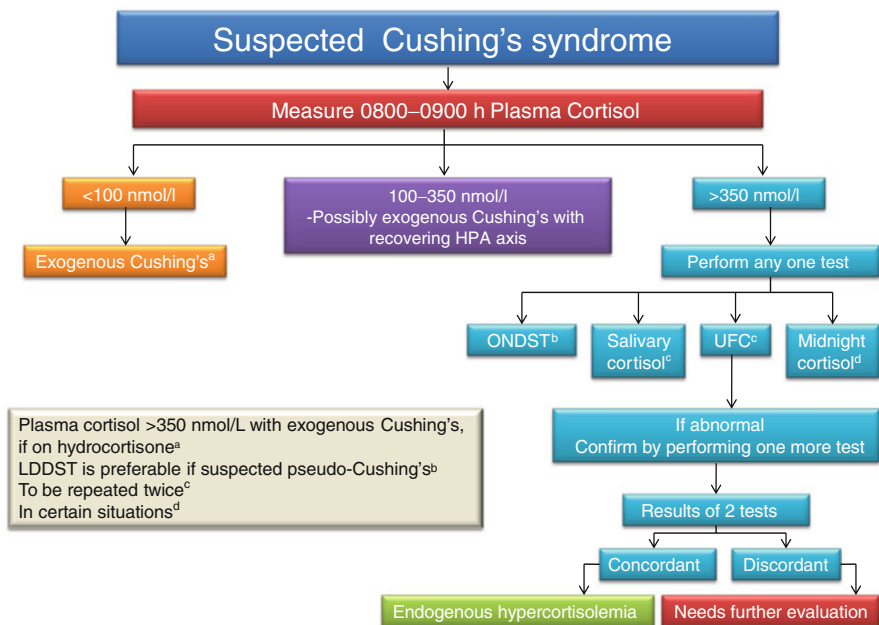 Suspected Cushing's syndrome
Measure 0800–0900 h Plasma Cortisol
<100 nmol/l
100–350 nmol/l
-Possibly exogenous Cushing's with
recovering HPA axis
>350 nmol/l
Exogenous Cushing'sᵃ
Perform any one test
ONDSTᵇ
Salivary
cortisolᶜ
UFCᶜ
Midnight
cortisolᵈ
Plasma cortisol >350 nmol/L with exogenous Cushing's,
if on hydrocortisoneᵃ
LDDST is preferable if suspected pseudo-Cushing'sᵇ
To be repeated twiceᶜ
In certain situationsᵈ
If abnormal
Confirm by performing one more test
Results of 2 tests
Concordant
Discordant
Endogenous hypercortisolemia
Needs further evaluation